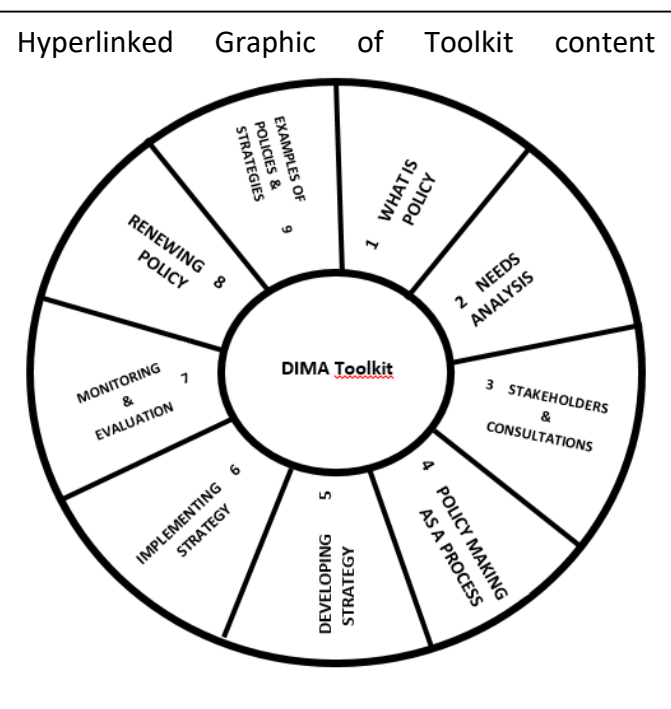 Hyperlinked Graphic of Toolkit content
DIMA Toolkit
1 WHAT IS
POLICY
2 NEEDS
ANALYSIS
3 STAKEHOLDERS
&
CONSULTATIONS
4 POLICY MAKING
AS A PROCESS
5 DEVELOPING
STRATEGY
IMPLEMENTING 6
STRATEGY
MONITORING 7
&
EVALUATION
RENEWING 8
POLICY
EXAMPLES OF
POLICIES &
STRATEGIES
9